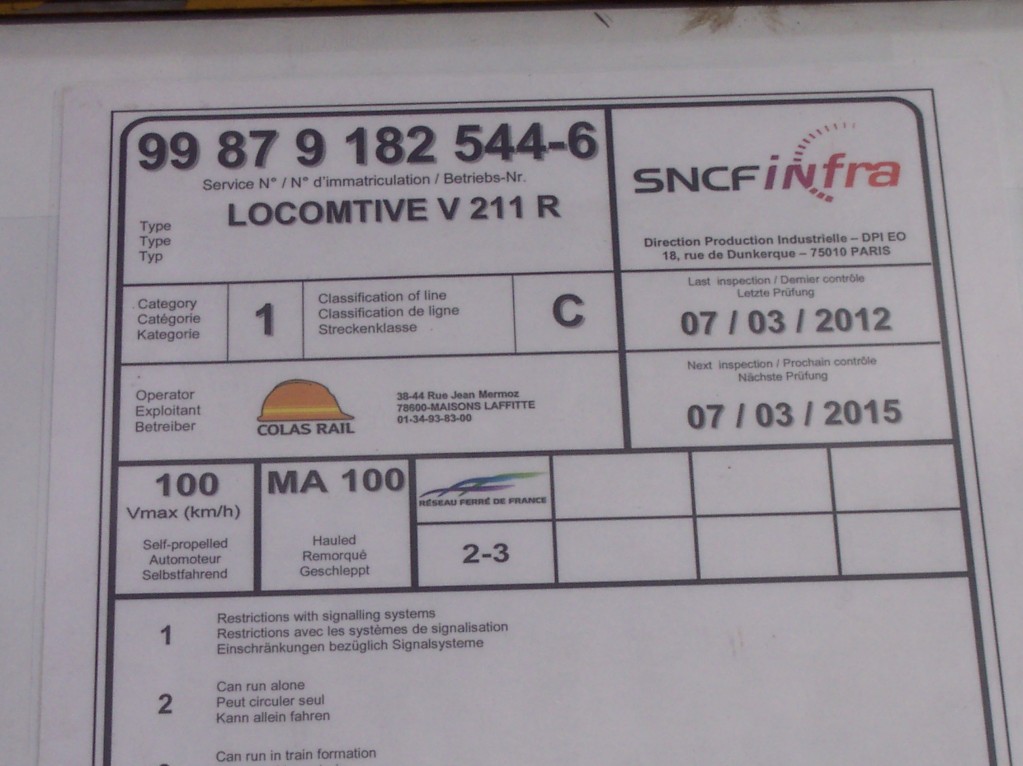 99 87 9 182 544-6
Service N° / N° d'immatriculation / Betriebs-Nr.
Type
Type
Typ
LOCOMTIVE V 211 R
SNCF infra
Direction Production Industrielle – DPI EO
18, rue de Dunkerque – 75010 PARIS
Category
Catégorie
Kategorie
1
Classification of line
Classification de ligne
Streckenklasse
C
Last inspection / Dernier contrôle
Letzte Prüfung
07 / 03 / 2012
Next inspection / Prochain contrôle
Nächste Prüfung
07 / 03 / 2015
Operator
Exploitant
Betreiber
COLAS RAIL
38-44 Rue Jean Mermoz
78600-MAISONS LAFFITTE
01-34-93-83-00
100
Vmax (km/h)
Self-propelled
Automoteur
Selbstfahrend
MA 100
Hauled
Remorqué
Geschleppt
RÉSEAU FERRÉ DE FRANCE
2-3
1
Restrictions with signalling systems
Restrictions avec les systèmes de signalisation
Einschränkungen bezüglich Signalsysteme
2
Can run alone
Peut circuler seul
Kann allein fahren
Can run in train formation